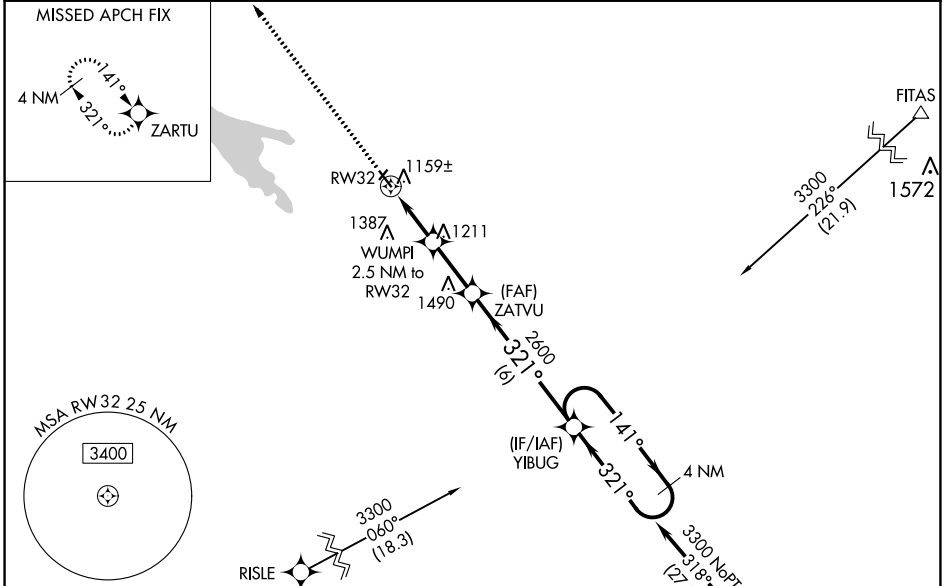 MISSED APCH FIX
4 NM
141°
321°
ZARTU
FITAS
1572
3300
226°
(21.9)
RW32
1159±
1387
1211
WUMPI
2.5 NM to
RW32
1490
(FAF)
ZATVU
2600
321°
(6)
MSA RW32 25 NM
3400
(IF/IAF)
YIBUG
141°
321°
4 NM
3300
060°
(18.3)
RISLE
3300 NoPT
318°